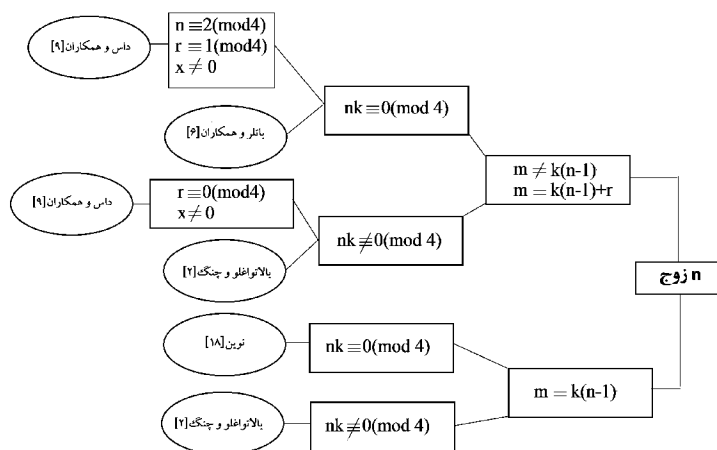 داس و همکاران[۹]
n ≡2(mod4)
r ≡ 1(mod4)
x ≠ 0
nk ≡0(mod 4)
باتلر و همکاران[۶]
m ≠ k(n-1)
m = k(n-1)+r
داس و همکاران[۹]
r ≡0(mod4)
x ≠ 0
nk ≢0(mod 4)
بالاتواغلو و چنگ[۲]
n زوج
نوین[۱۸]
nk ≡0(mod 4)
m = k(n-1)
بالاتواغلو و چنگ[۲]
nk ≢0(mod 4)